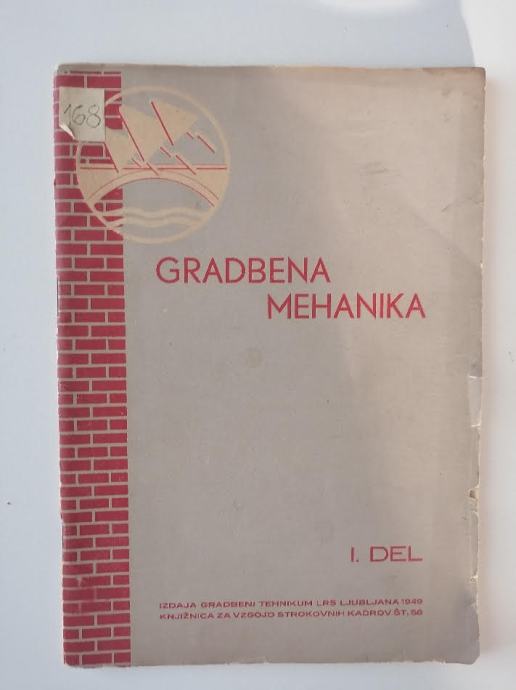 168
GRADBENA
MEHANIKA
I. DEL
IZDAJA GRADBENI TEHNIKUM LRS LJUBLJANA 1949
KNJIŽNICA ZA VZGOJO STROKOVNIH KADROV ŠT. 56